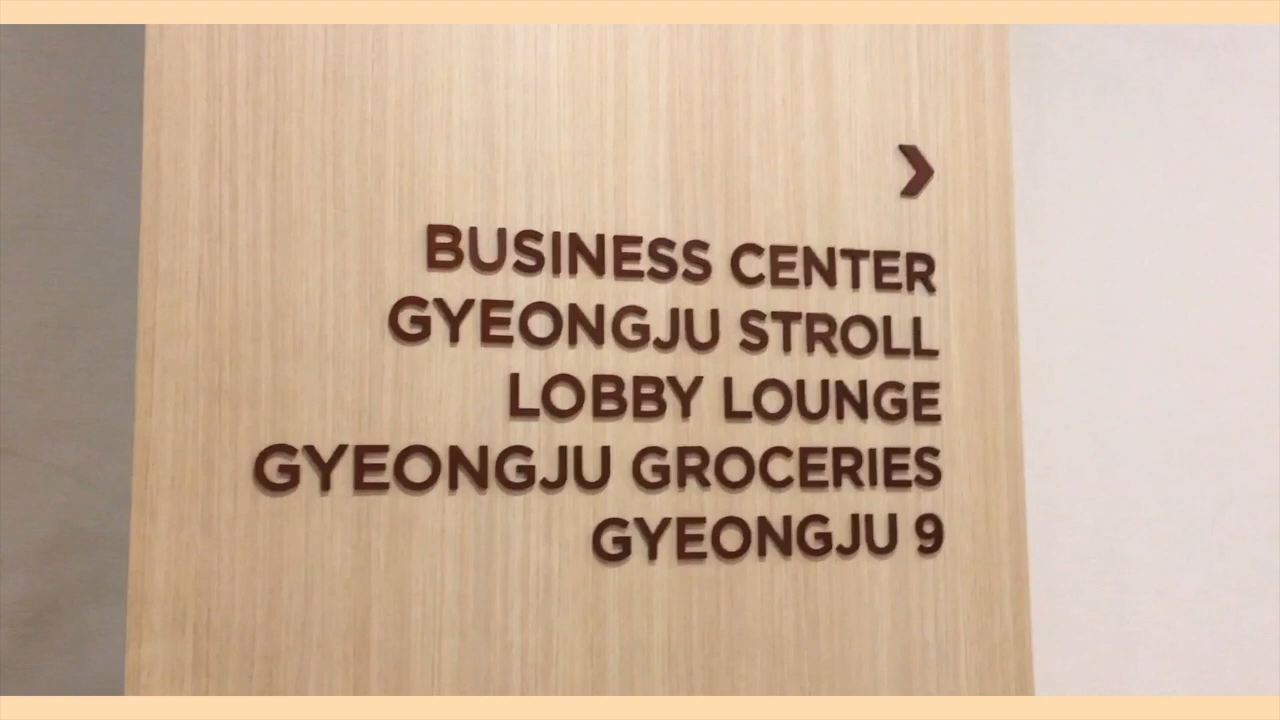 BUSINESS CENTER
GYEONGJU STROLL
LOBBY LOUNGE
GYEONGJU GROCERIES
GYEONGJU 9